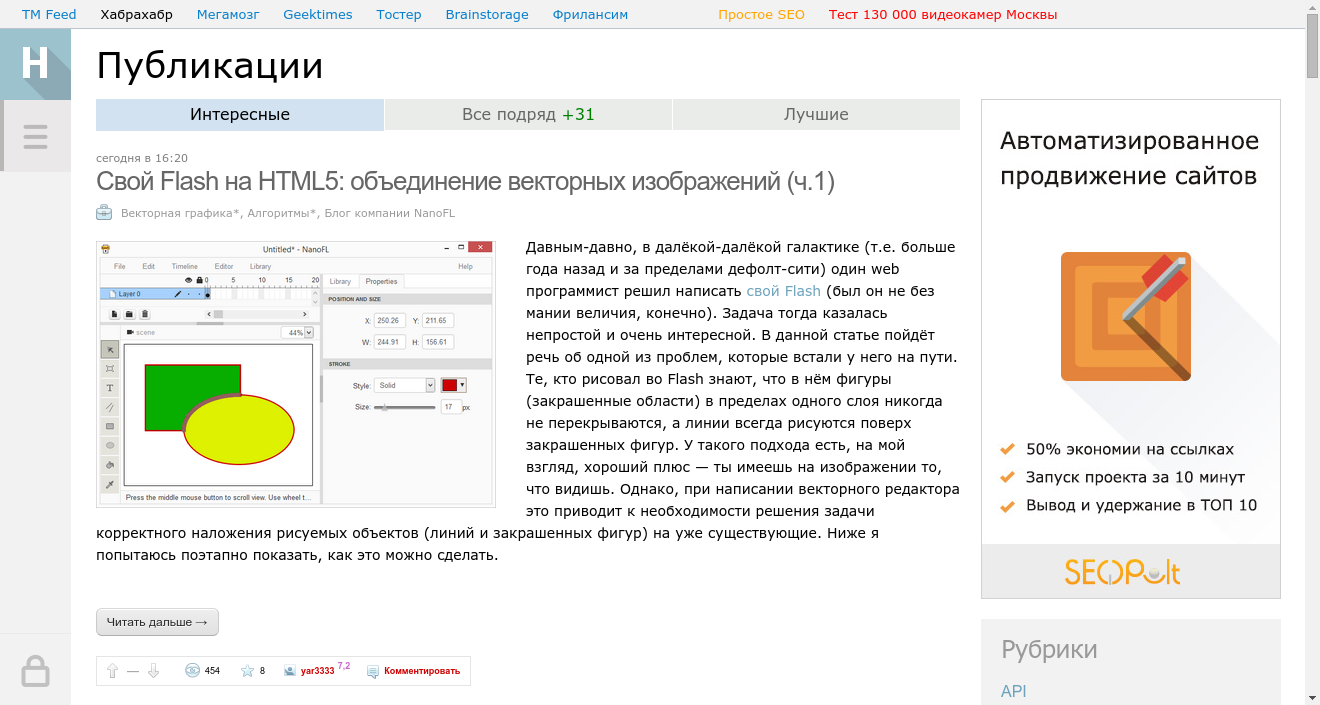 TM Feed Хабрахабр Мегамозг Geektimes Тостер Brainstorage Фрилансим Простое SEO Тест 130 000 видеокамер Москвы
H
Публикации
Интересные Все подряд +31 Лучшие
сегодня в 16:20
Свой Flash на HTML5: объединение векторных изображений (ч.1)
Векторная графика*, Алгоритмы*, Блог компании NanoFL
Untitled* - NanoFL
File Edit Timeline Editor Library Help
0 5 10 15 20
Layer 0
Library Properties
POSITION AND SIZE
X: 250.26 Y: 211.65
W: 244.91 H: 156.61
scene 44%
STROKE
Style: Solid
Size: 17 px
T
Press the middle mouse button to scroll view. Use wheel t...
Давным-давно, в далёкой-далёкой галактике (т.е. больше
года назад и за пределами дефолт-сити) один web
программист решил написать свой Flash (был он не без
мании величия, конечно). Задача тогда казалась
непростой и очень интересной. В данной статье пойдёт
речь об одной из проблем, которые встали у него на пути.
Те, кто рисовал во Flash знают, что в нём фигуры
(закрашенные области) в пределах одного слоя никогда
не перекрываются, а линии всегда рисуются поверх
закрашенных фигур. У такого подхода есть, на мой
взгляд, хороший плюс — ты имеешь на изображении то,
что видишь. Однако, при написании векторного редактора
это приводит к необходимости решения задачи
корректного наложения рисуемых объектов (линий и закрашенных фигур) на уже существующие. Ниже я
попытаюсь поэтапно показать, как это можно сделать.
Читать дальше →
— 454 8 yar3333 7,2 Комментировать
Автоматизированное
продвижение сайтов
50% экономии на ссылках
Запуск проекта за 10 минут
Вывод и удержание в ТОП 10
SEOPult
Рубрики
API